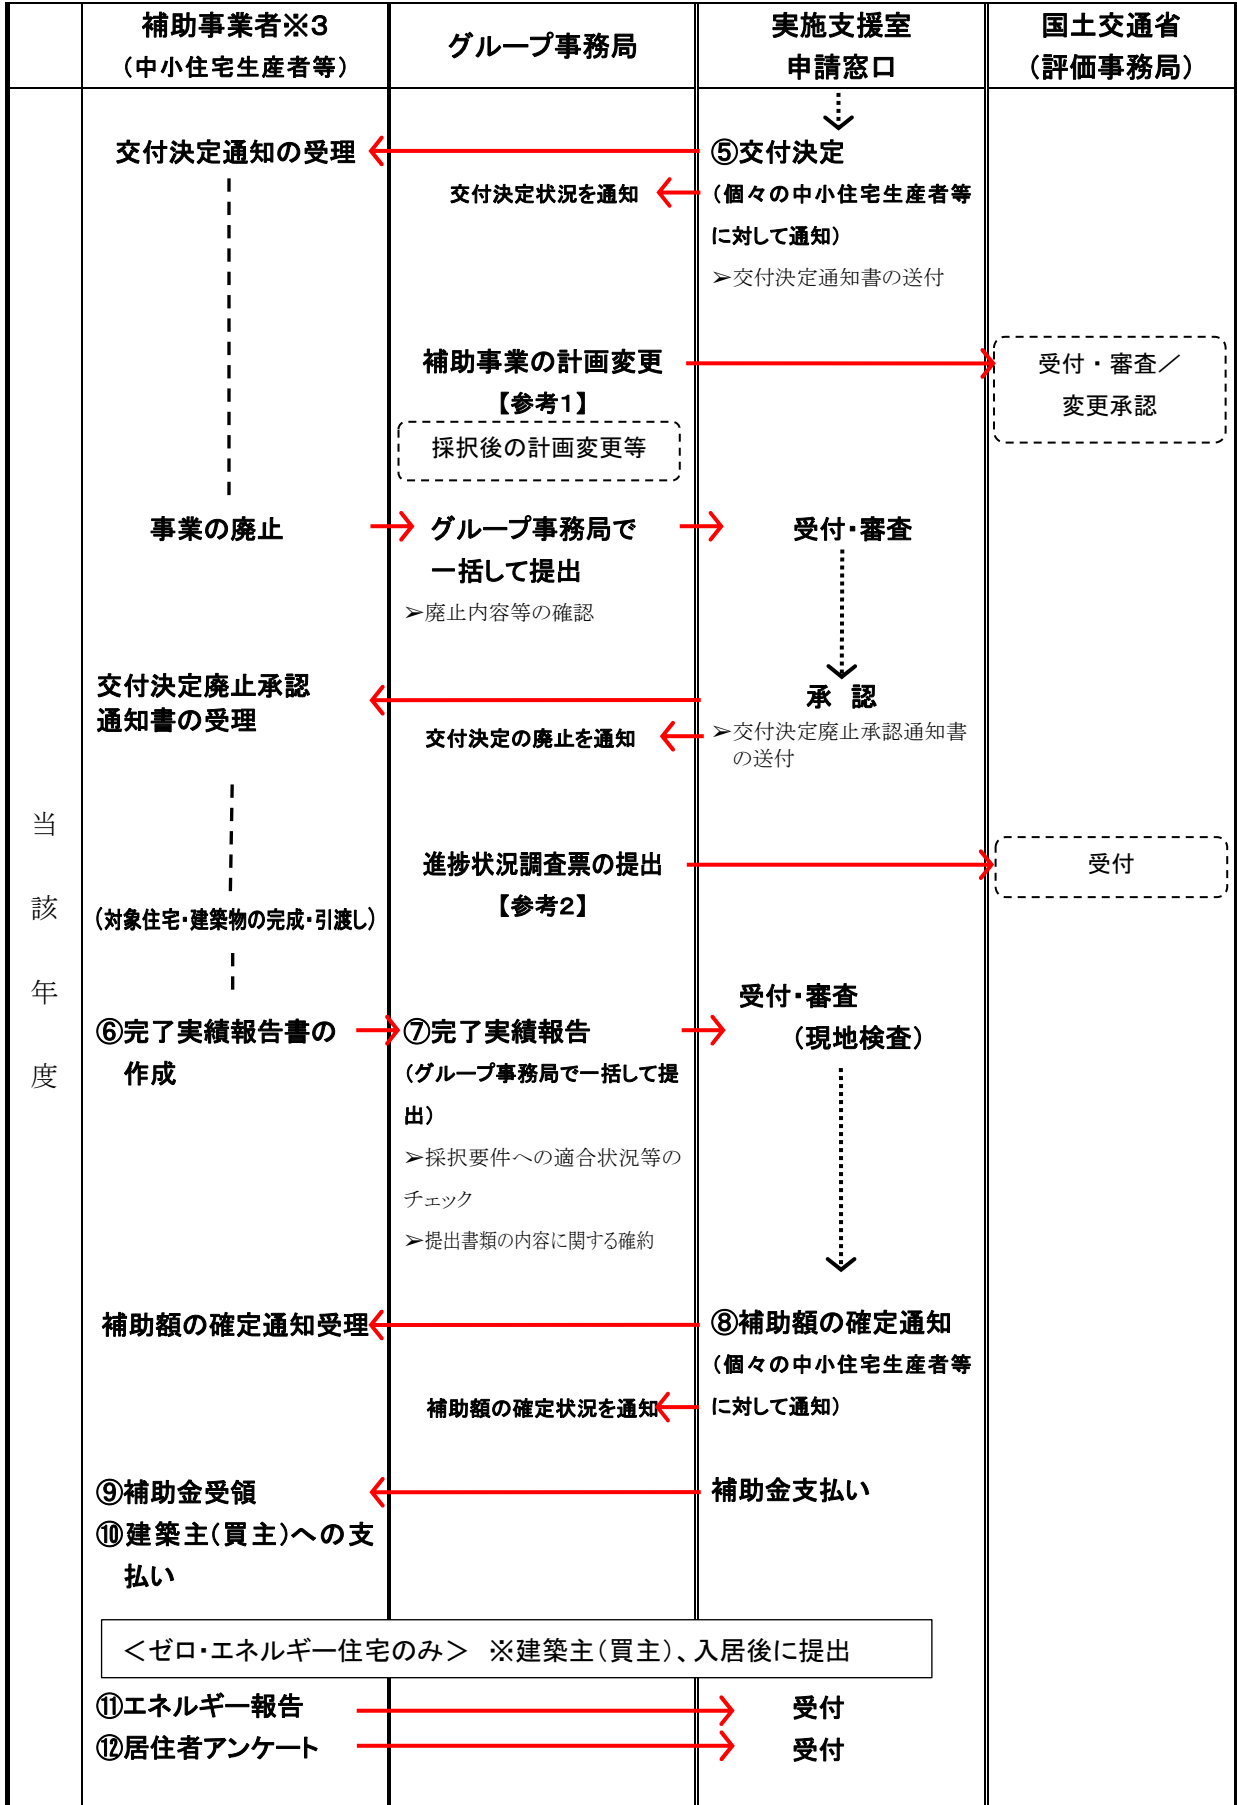 補助事業者※3
（中小住宅生産者等）
グループ事務局
実施支援室
申請窓口
国土交通省
（評価事務局）
当該年度
交付決定通知の受理
⑤交付決定
交付決定状況を通知
（個々の中小住宅生産者等
に対して通知）
➢交付決定通知書の送付
補助事業の計画変更
【参考1】
採択後の計画変更等
受付・審査／
変更承認
事業の廃止
グループ事務局で
一括して提出
➢廃止内容等の確認
受付・審査
交付決定廃止承認
通知書の受理
承 認
交付決定の廃止を通知
➢交付決定廃止承認通知書
の送付
進捗状況調査票の提出
【参考2】
受付
（対象住宅・建築物の完成・引渡し）
⑥完了実績報告書の
作成
⑦完了実績報告
（グループ事務局で一括して提
出）
➢採択要件への適合状況等の
チェック
➢提出書類の内容に関する確約
受付・審査
（現地検査）
補助額の確定通知受理
⑧補助額の確定通知
（個々の中小住宅生産者等
に対して通知）
補助額の確定状況を通知
⑨補助金受領
補助金支払い
⑩建築主（買主）への支
払い
＜ゼロ・エネルギー住宅のみ＞ ※建築主（買主）、入居後に提出
⑪エネルギー報告
受付
⑫居住者アンケート
受付